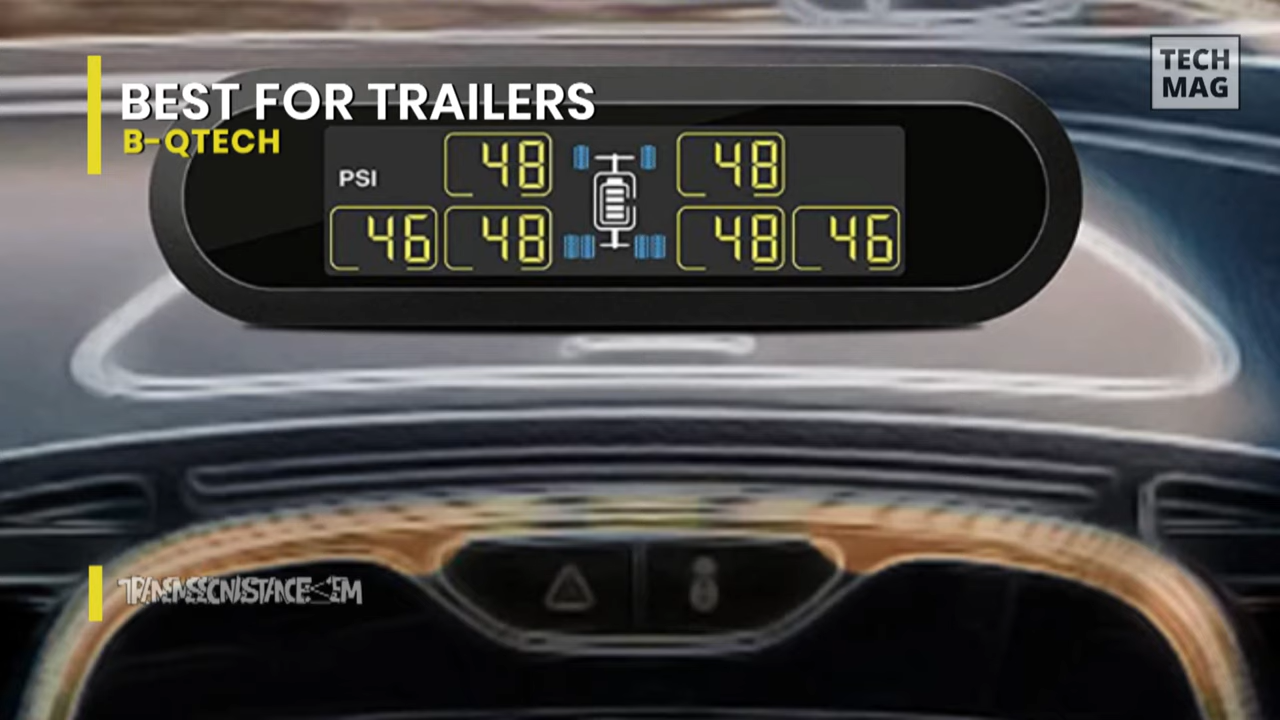 BEST FOR TRAILERS
B-QTECH
TECH
MAG
PSI
48 48
46 48 48 46